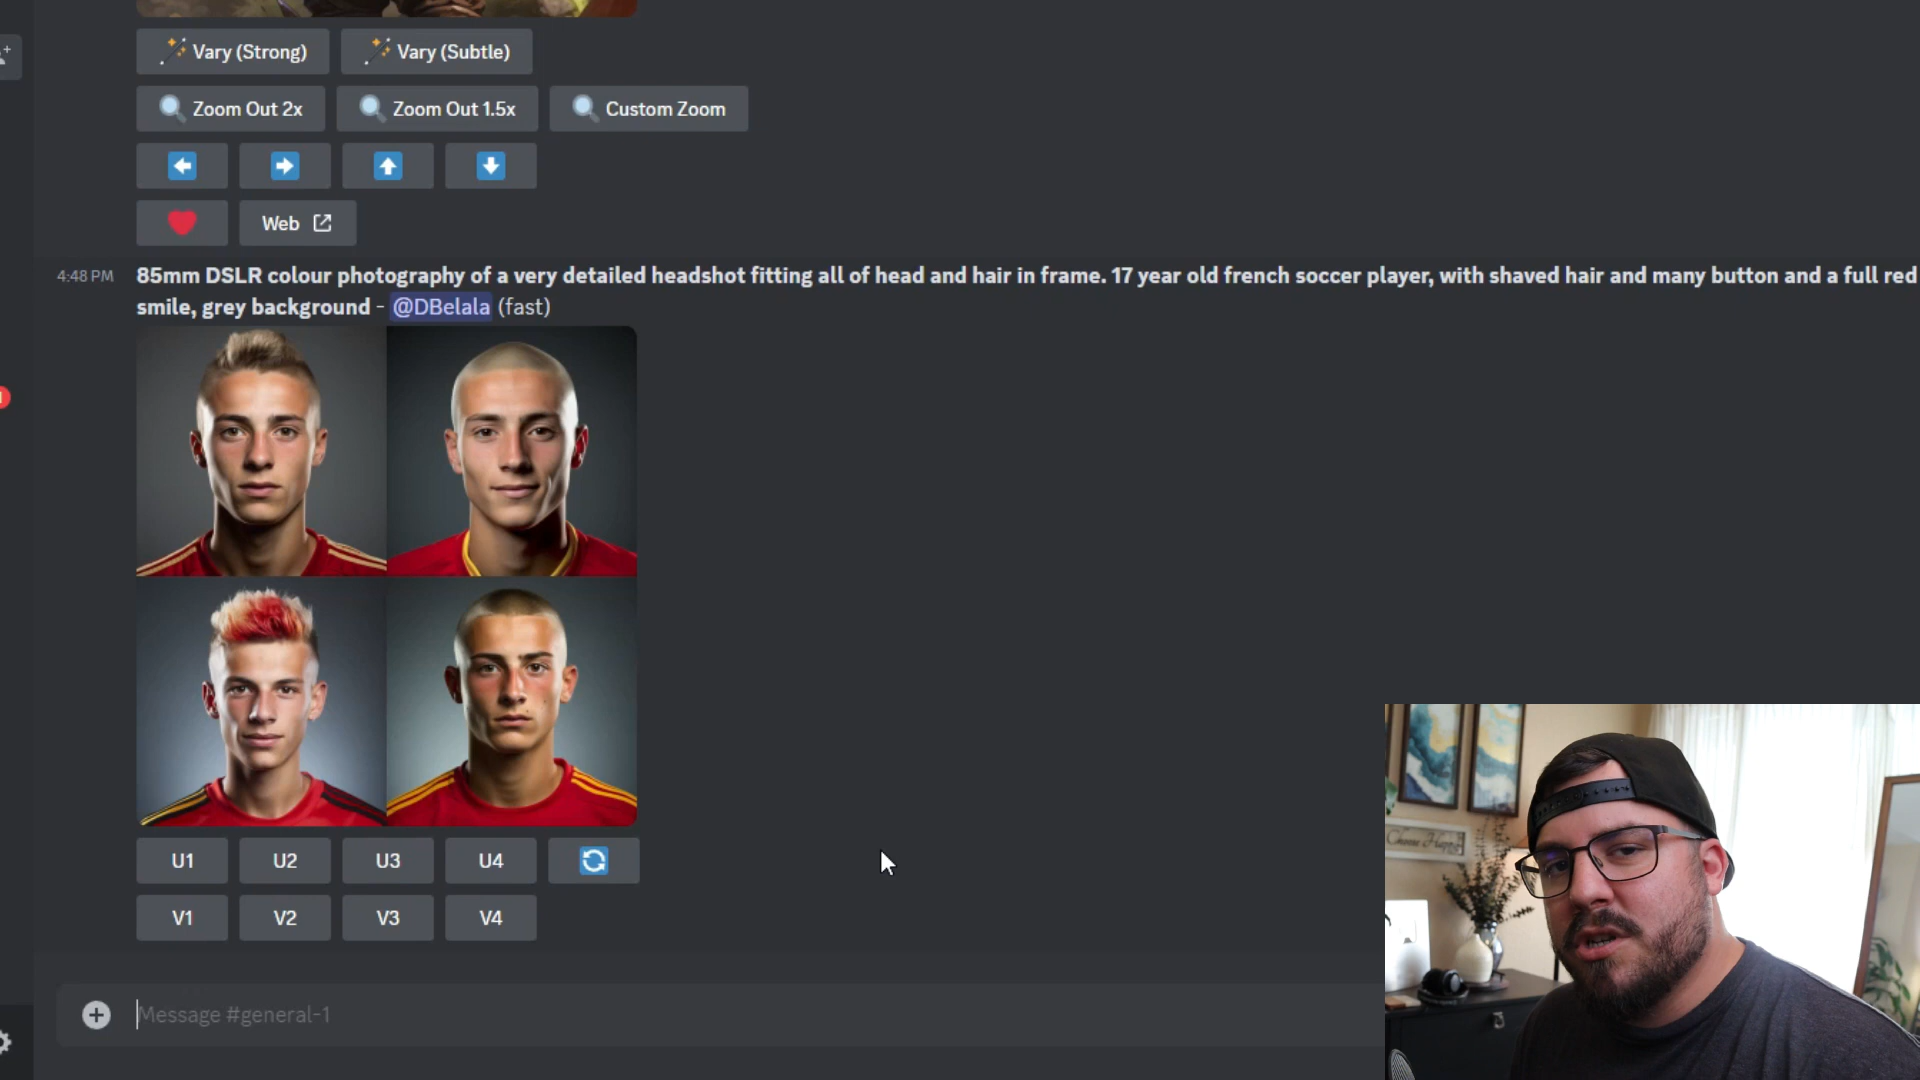 Vary (Strong) Vary (Subtle)
Zoom Out 2x Zoom Out 1.5x Custom Zoom
Web
4:48 PM 85mm DSLR colour photography of a very detailed headshot fitting all of head and hair in frame. 17 year old french soccer player, with shaved hair and many button and a full red
smile, grey background - @DBelala (fast)
U1 U2 U3 U4
V1 V2 V3 V4
Message #general-1
Choose Happy